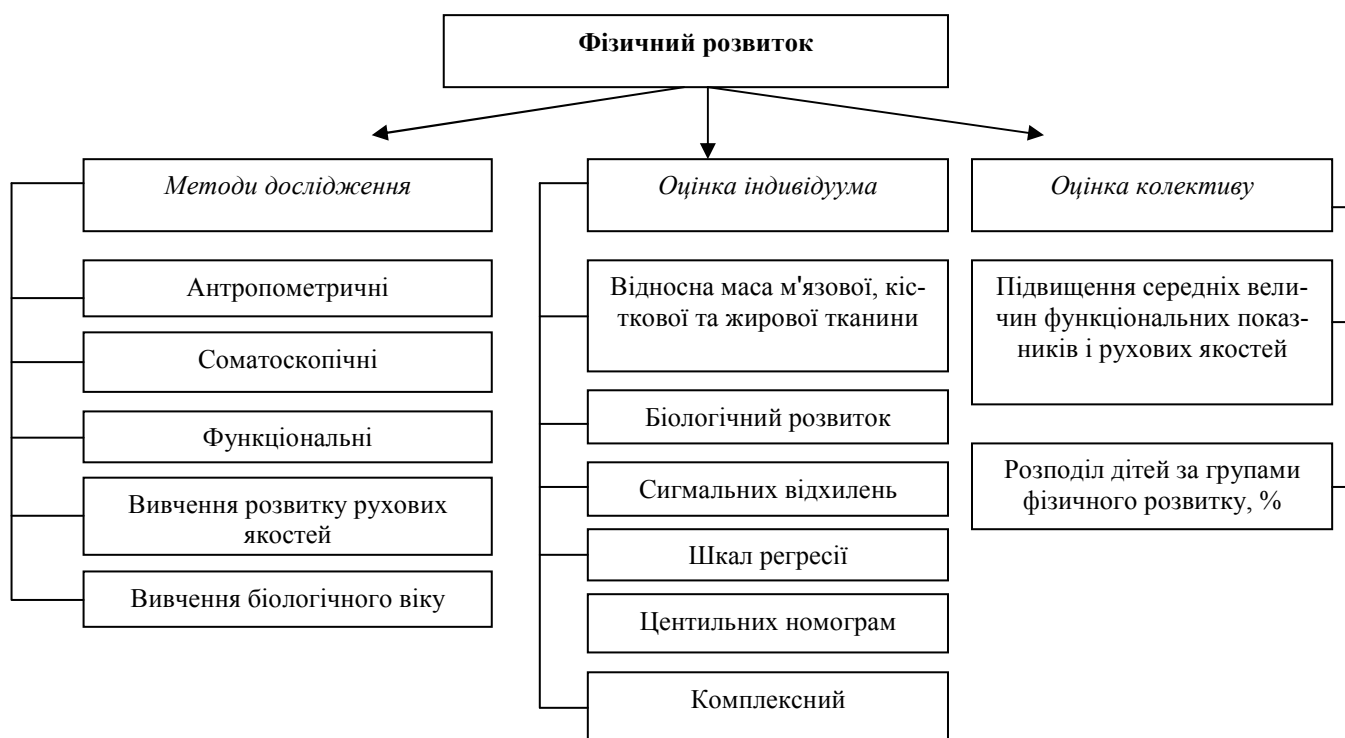 Фізичний розвиток
Методи дослідження
Антропометричні
Соматоскопічні
Функціональні
Вивчення розвитку рухових
якостей
Вивчення біологічного віку
Оцінка індивідуума
Відносна маса м'язової, кіс-
ткової та жирової тканини
Біологічний розвиток
Сигмальних відхилень
Шкал регресії
Центильних номограм
Комплексний
Оцінка колективу
Підвищення середніх вели-
чин функціональних показ-
ників і рухових якостей
Розподіл дітей за групами
фізичного розвитку, %